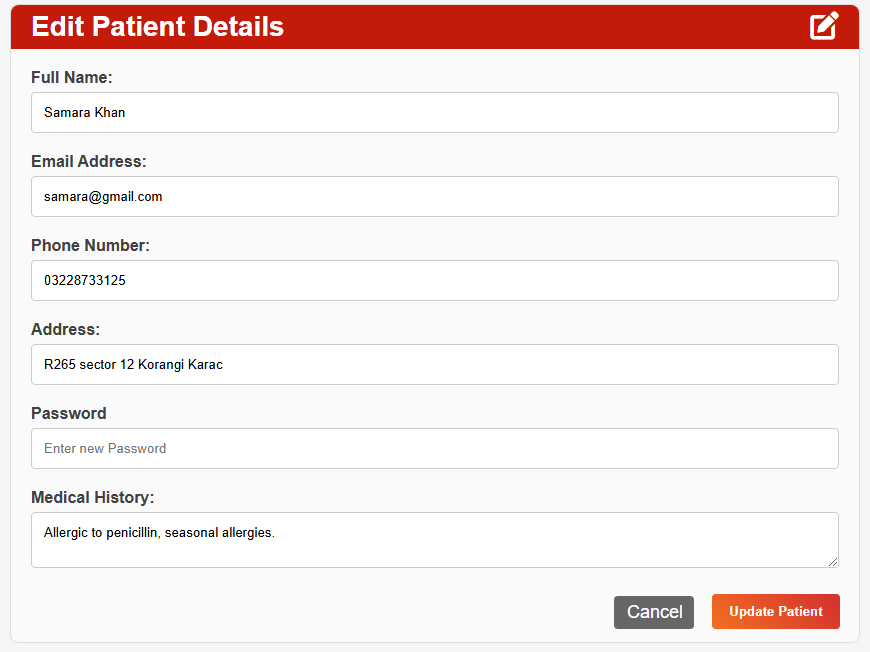 Edit Patient Details
Full Name:
Samara Khan
Email Address:
samara@gmail.com
Phone Number:
03228733125
Address:
R265 sector 12 Korangi Karac
Password
Enter new Password
Medical History:
Allergic to penicillin, seasonal allergies.
Cancel
Update Patient